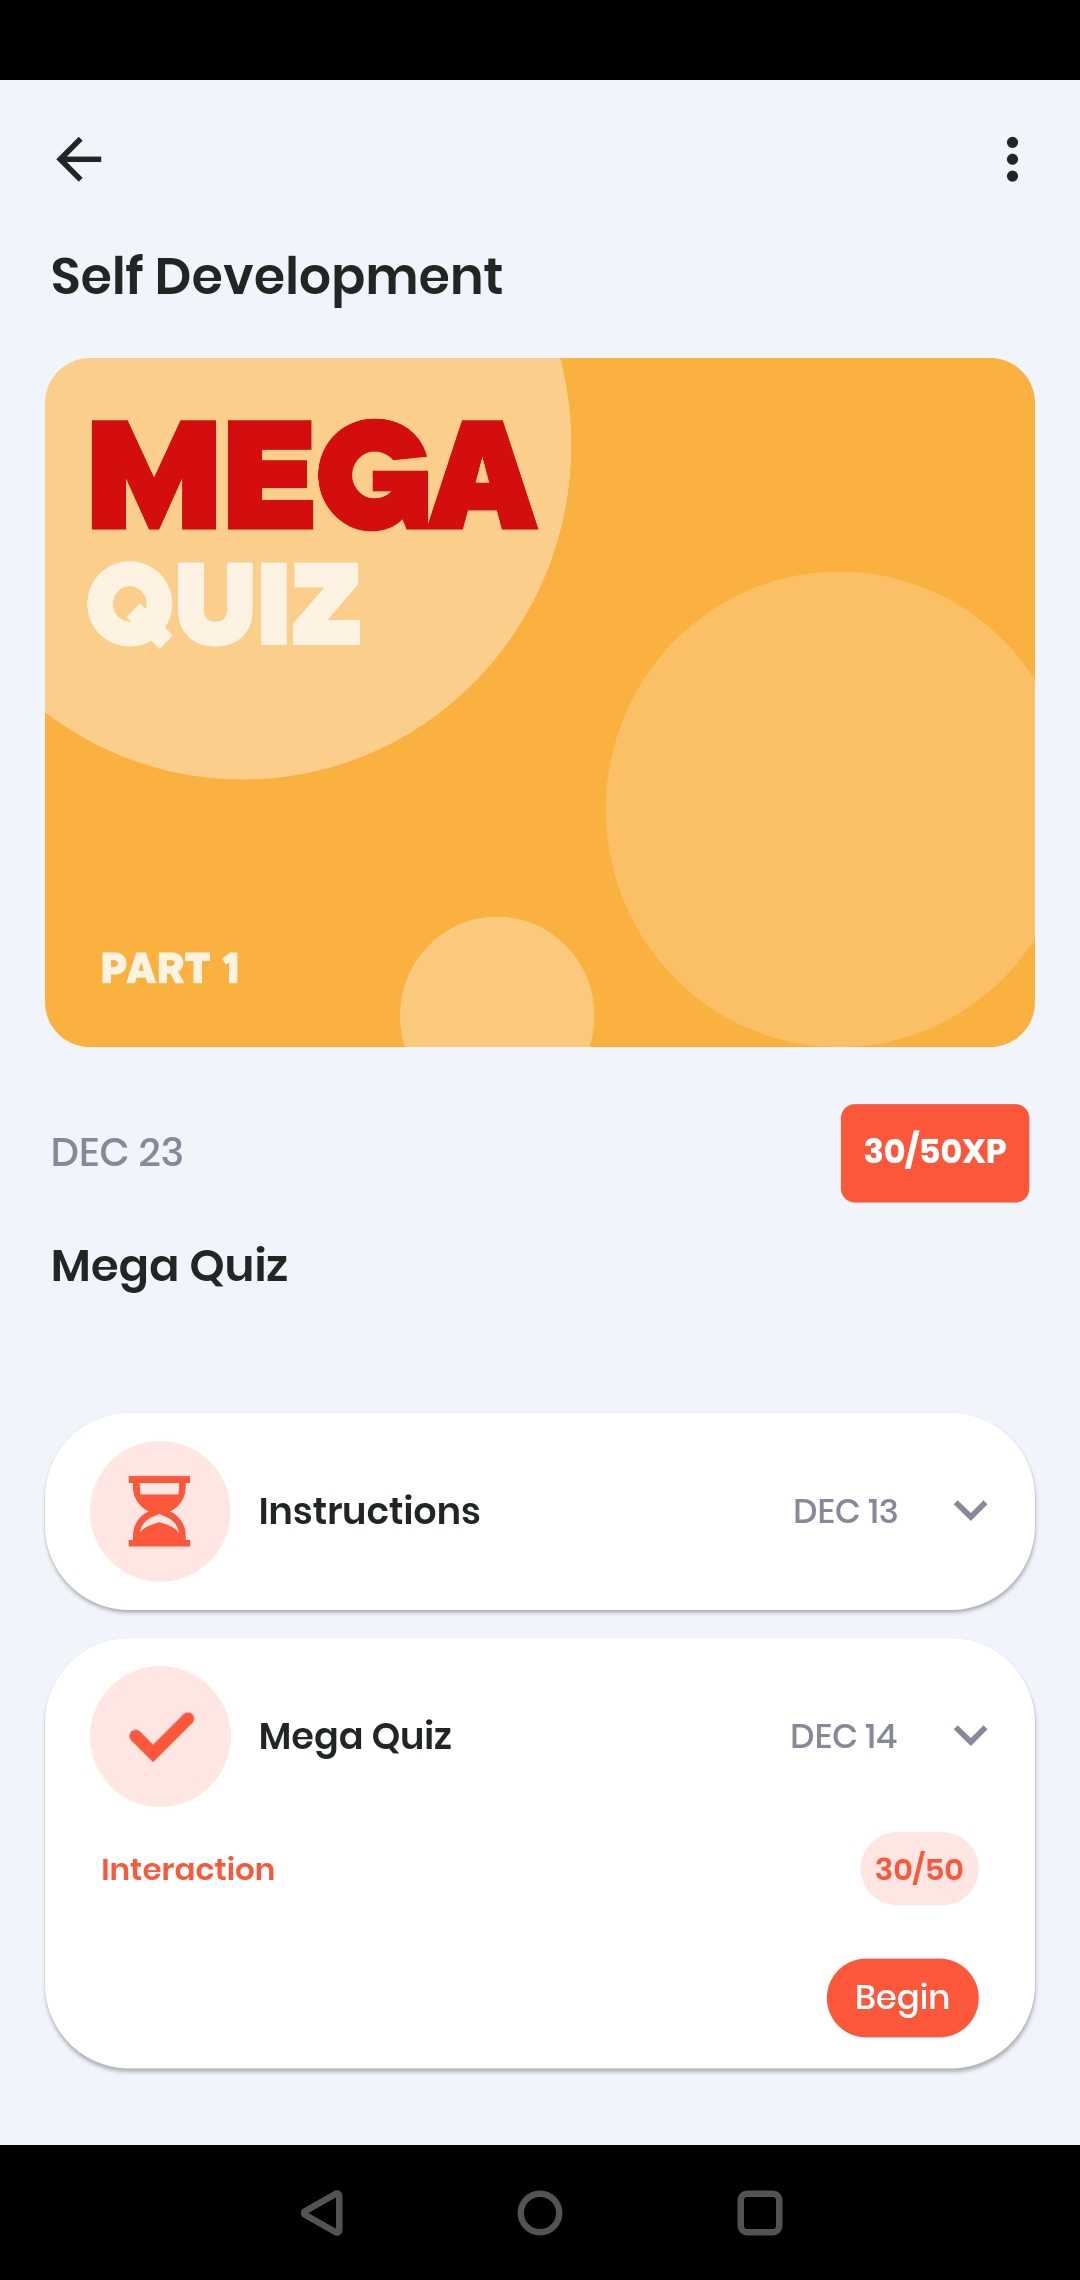 Self Development
MEGA
QUIZ
PART 1
DEC 23
30/50XP
Mega Quiz
Instructions
DEC 13
Mega Quiz
DEC 14
Interaction
30/50
Begin